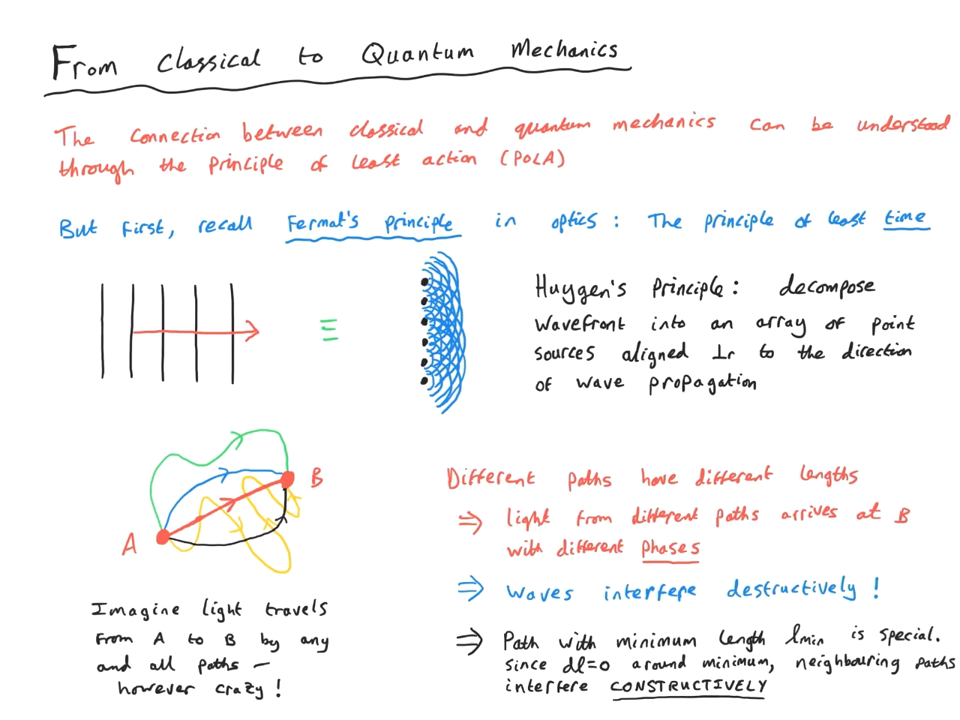 From Classical to Quantum Mechanics
The connection between classical and quantum mechanics can be understood
through the principle of least action (PoLA)
But first, recall Fermat's principle in optics: The principle of least time
≡
Huygen's Principle: decompose
wavefront into an array of point
sources aligned ⊥r to the direction
of wave propagation
A
B
Imagine light travels
from A to B by any
and all paths –
however crazy!
Different paths have different lengths
⇒ light from different paths arrives at B
with different phases
⇒ Waves interfere destructively!
⇒ Path with minimum length lmin is special.
since dl=0 around minimum, neighbouring paths
interfere CONSTRUCTIVELY